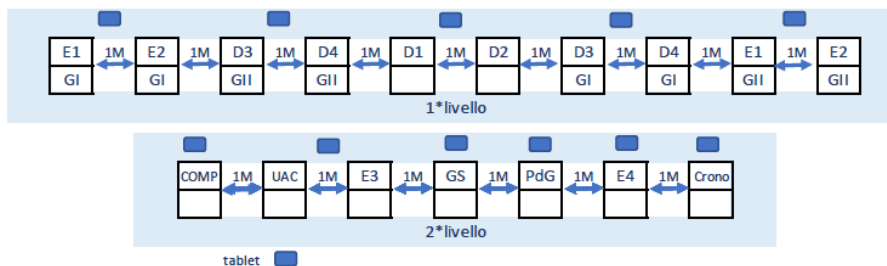 E1 1M E2 1M D3 1M D4 1M D1 1M D2 1M D3 1M D4 1M E1 1M E2
GI GI GII GII GI GI GII GII
1*livello
COMP 1M UAC 1M E3 1M GS 1M PdG 1M E4 1M Crono
2*livello
tablet